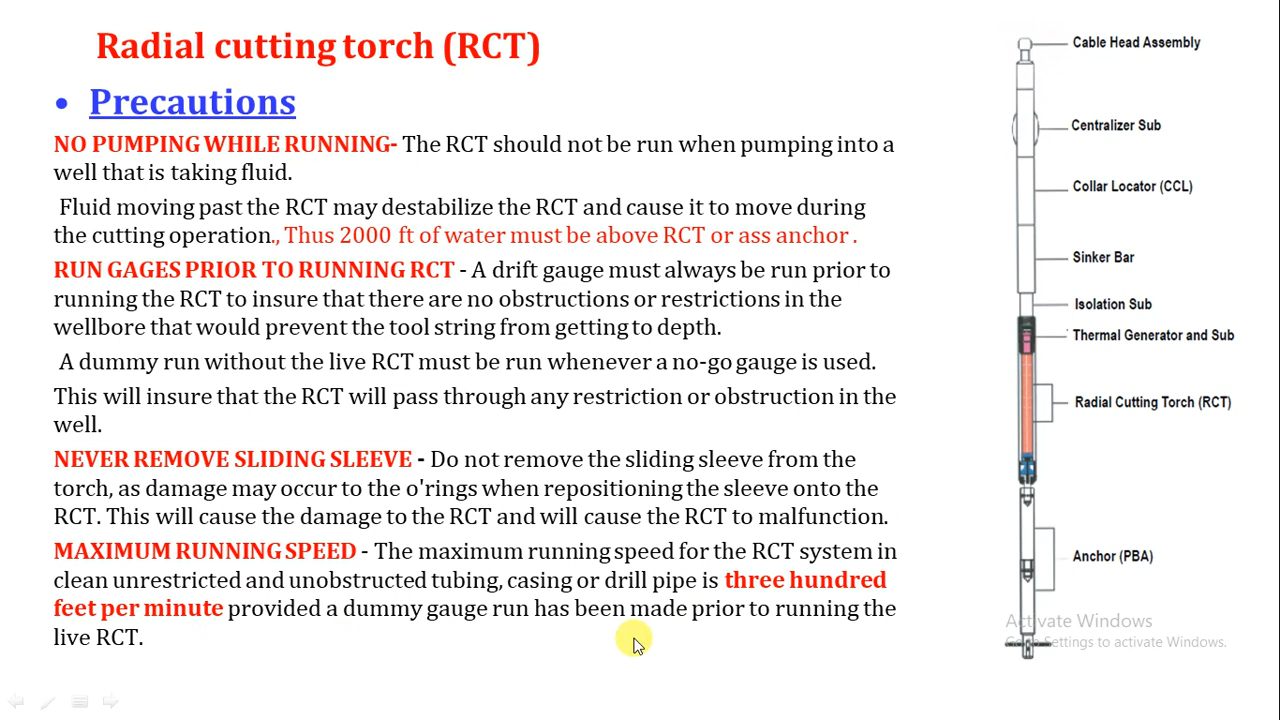 Radial cutting torch (RCT)
• Precautions
NO PUMPING WHILE RUNNING- The RCT should not be run when pumping into a
well that is taking fluid.
Fluid moving past the RCT may destabilize the RCT and cause it to move during
the cutting operation., Thus 2000 ft of water must be above RCT or ass anchor .
RUN GAGES PRIOR TO RUNNING RCT - A drift gauge must always be run prior to
running the RCT to insure that there are no obstructions or restrictions in the
wellbore that would prevent the tool string from getting to depth.
A dummy run without the live RCT must be run whenever a no-go gauge is used.
This will insure that the RCT will pass through any restriction or obstruction in the
well.
NEVER REMOVE SLIDING SLEEVE - Do not remove the sliding sleeve from the
torch, as damage may occur to the o'rings when repositioning the sleeve onto the
RCT. This will cause the damage to the RCT and will cause the RCT to malfunction.
MAXIMUM RUNNING SPEED - The maximum running speed for the RCT system in
clean unrestricted and unobstructed tubing, casing or drill pipe is three hundred
feet per minute provided a dummy gauge run has been made prior to running the
live RCT.
Cable Head Assembly
Centralizer Sub
Collar Locator (CCL)
Sinker Bar
Isolation Sub
Thermal Generator and Sub
Radial Cutting Torch (RCT)
Anchor (PBA)
Activate Windows
Go to Settings to activate Windows.